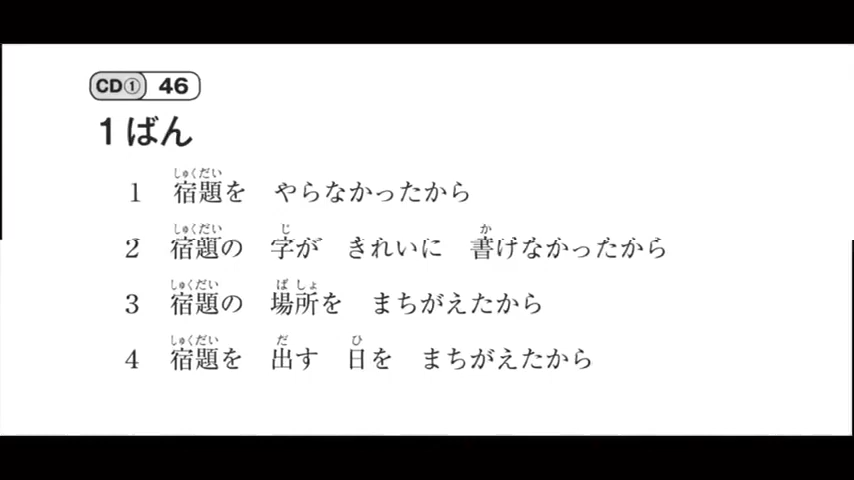 CD① 46
1ばん
1 宿題を やらなかったから
2 宿題の 字が きれいに 書けなかったから
3 宿題の 場所を まちがえたから
4 宿題を 出す 日を まちがえたから